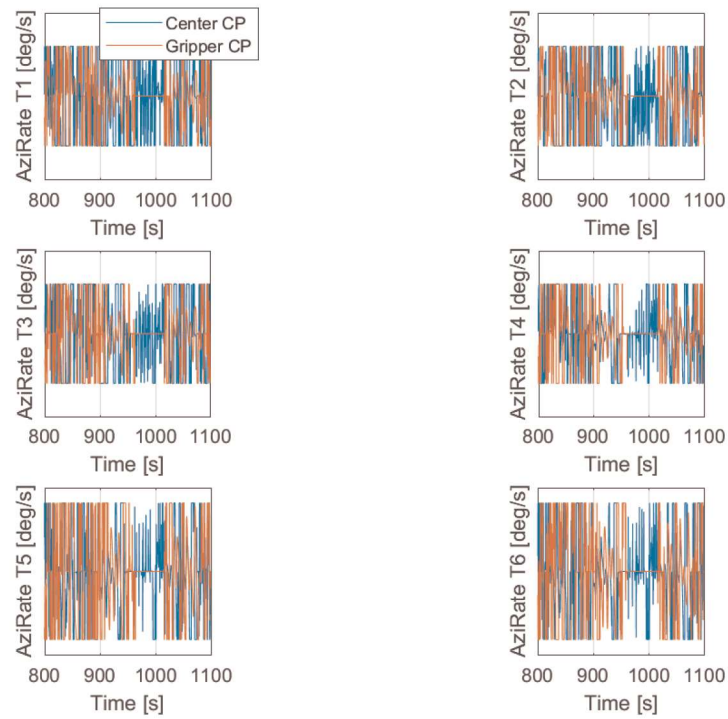 Center CP
Gripper CP
AziRate T1 [deg/s]
800 900 1000 1100
Time [s]
AziRate T2 [deg/s]
800 900 1000 1100
Time [s]
AziRate T3 [deg/s]
800 900 1000 1100
Time [s]
AziRate T4 [deg/s]
800 900 1000 1100
Time [s]
AziRate T5 [deg/s]
800 900 1000 1100
Time [s]
AziRate T6 [deg/s]
800 900 1000 1100
Time [s]